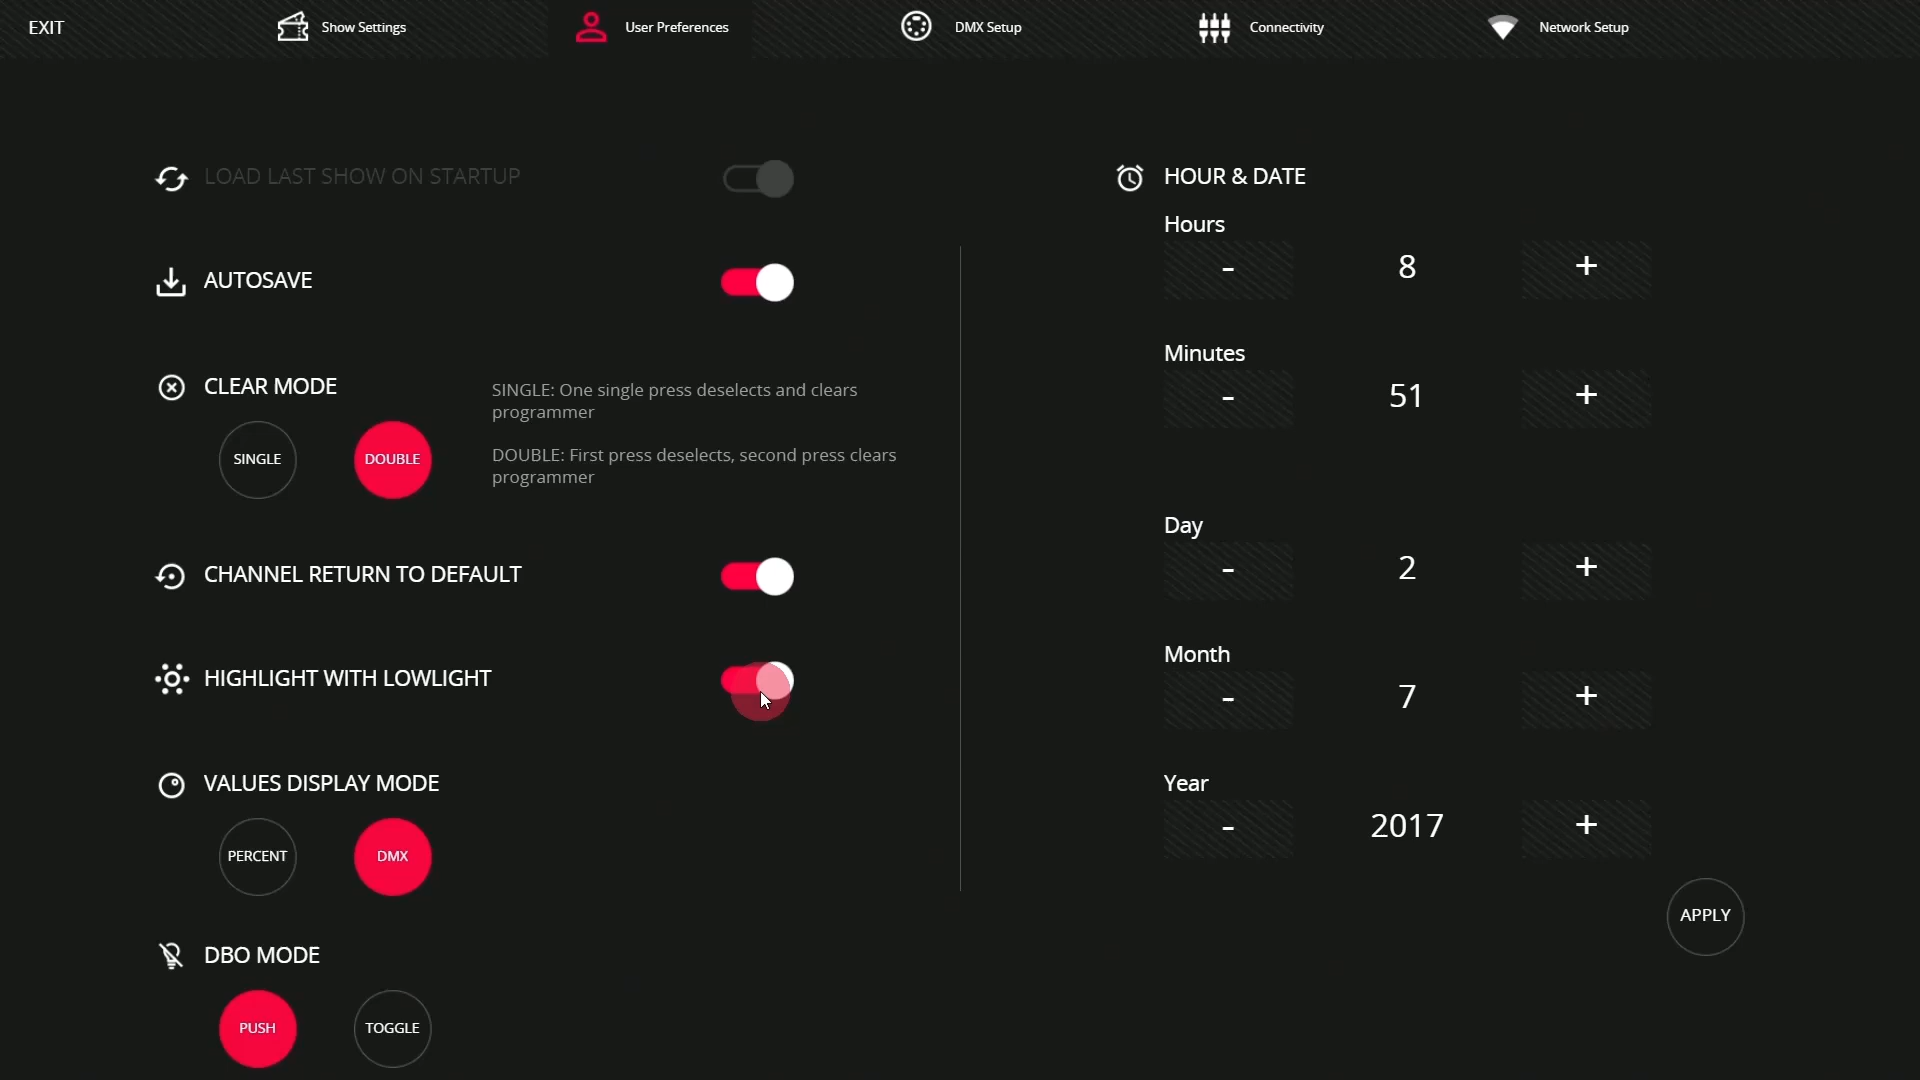 EXIT
Show Settings
User Preferences
DMX Setup
Connectivity
Network Setup
LOAD LAST SHOW ON STARTUP
AUTOSAVE
CLEAR MODE
SINGLE
DOUBLE
SINGLE: One single press deselects and clears
programmer
DOUBLE: First press deselects, second press clears
programmer
CHANNEL RETURN TO DEFAULT
HIGHLIGHT WITH LOWLIGHT
VALUES DISPLAY MODE
PERCENT
DMX
DBO MODE
PUSH
TOGGLE
HOUR & DATE
Hours
- 8 +
Minutes
- 51 +
Day
- 2 +
Month
- 7 +
Year
- 2017 +
APPLY